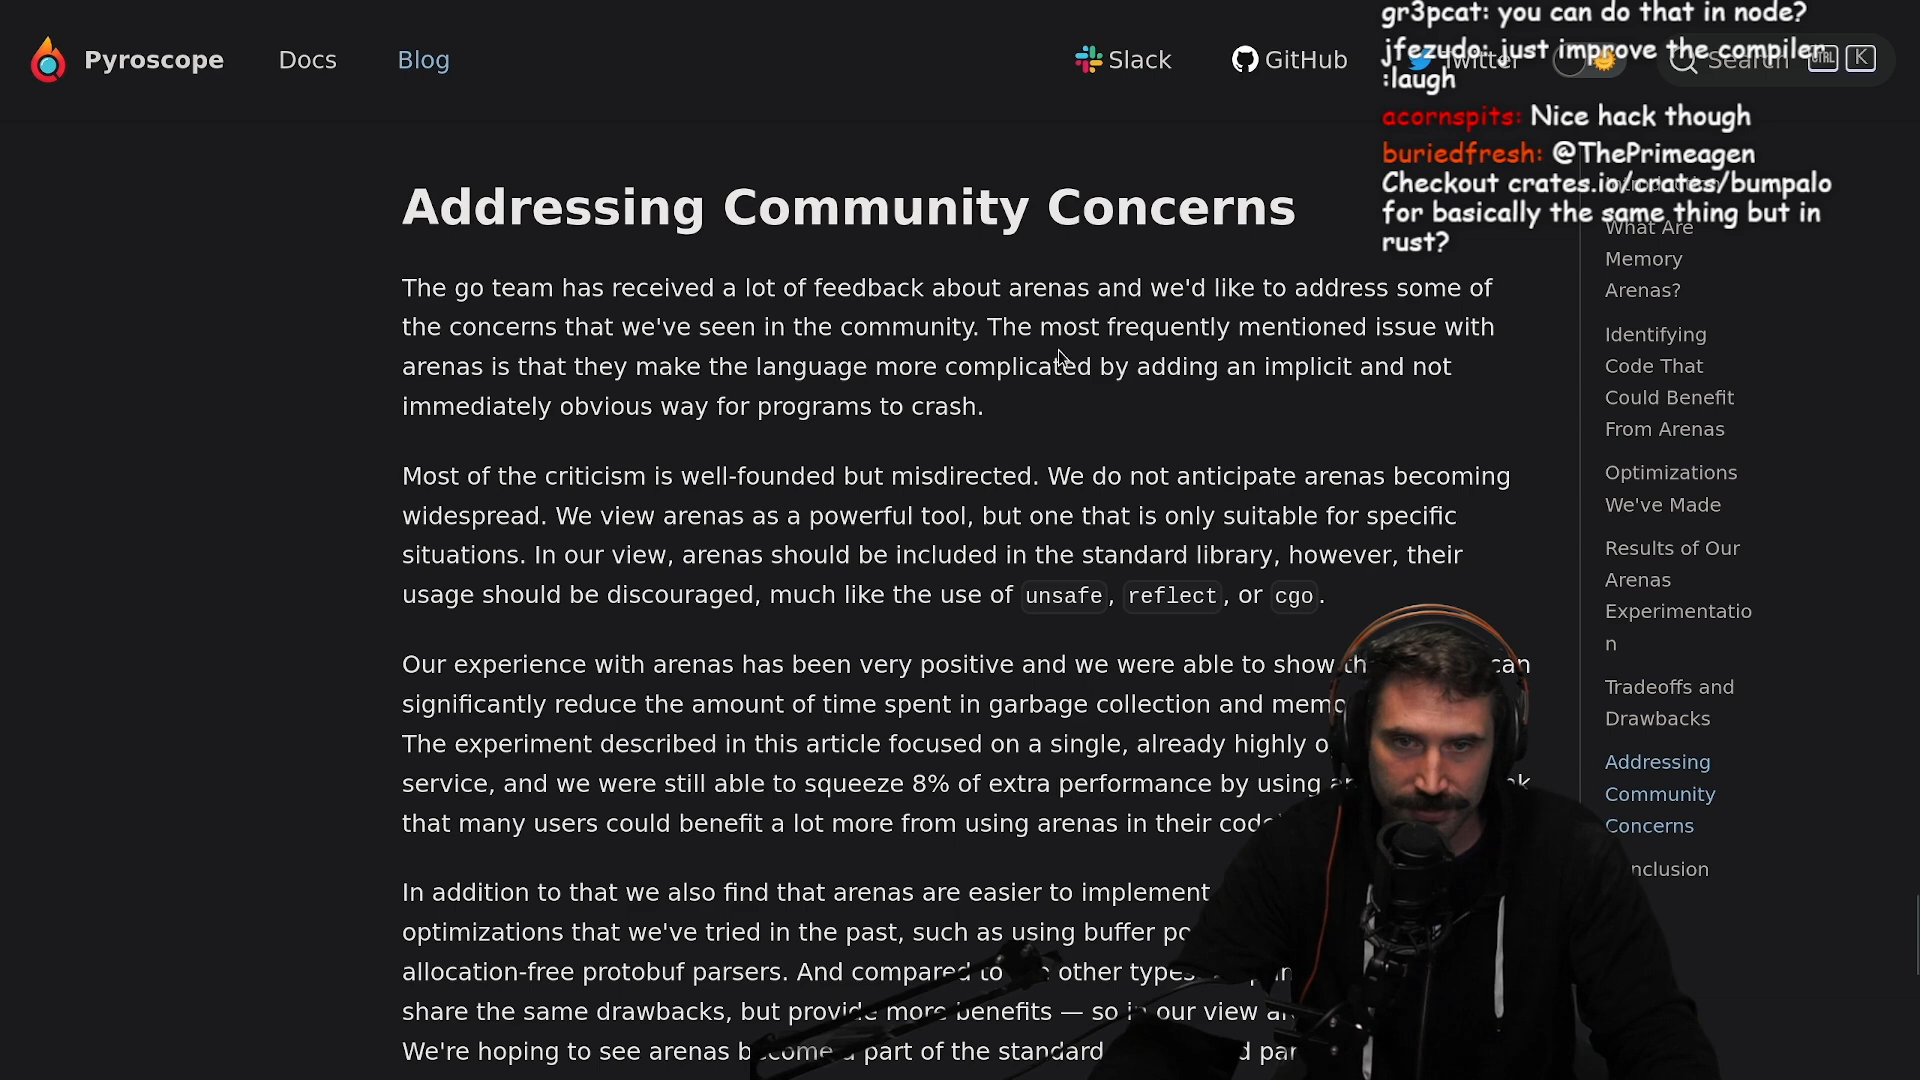 Pyroscope
Docs
Blog
Slack
GitHub
Twitter
Search
CTRL
K
gr3pcat: you can do that in node?
jfezudo: just improve the compiler
:laugh
acornspits: Nice hack though
buriedfresh: @ThePrimeagen
Checkout crates.io/crates/bumpalo
for basically the same thing but in
rust?
Addressing Community Concerns
The go team has received a lot of feedback about arenas and we'd like to address some of
the concerns that we've seen in the community. The most frequently mentioned issue with
arenas is that they make the language more complicated by adding an implicit and not
immediately obvious way for programs to crash.
Most of the criticism is well-founded but misdirected. We do not anticipate arenas becoming
widespread. We view arenas as a powerful tool, but one that is only suitable for specific
situations. In our view, arenas should be included in the standard library, however, their
usage should be discouraged, much like the use of unsafe, reflect, or cgo.
Our experience with arenas has been very positive and we were able to show can
significantly reduce the amount of time spent in garbage collection and
The experiment described in this article focused on a single, already highly
service, and we were still able to squeeze 8% of extra performance by using
that many users could benefit a lot more from using arenas in their
In addition to that we also find that arenas are easier to implement
optimizations that we've tried in the past, such as using buffer
allocation-free protobuf parsers. And compared to other types
share the same drawbacks, but provide more benefits — so in our view
We're hoping to see arenas become a part of the standard
What Are
Memory
Arenas?
Identifying
Code That
Could Benefit
From Arenas
Optimizations
We've Made
Results of Our
Arenas
Experimentatio
n
Tradeoffs and
Drawbacks
Addressing
Community
Concerns
nclusion